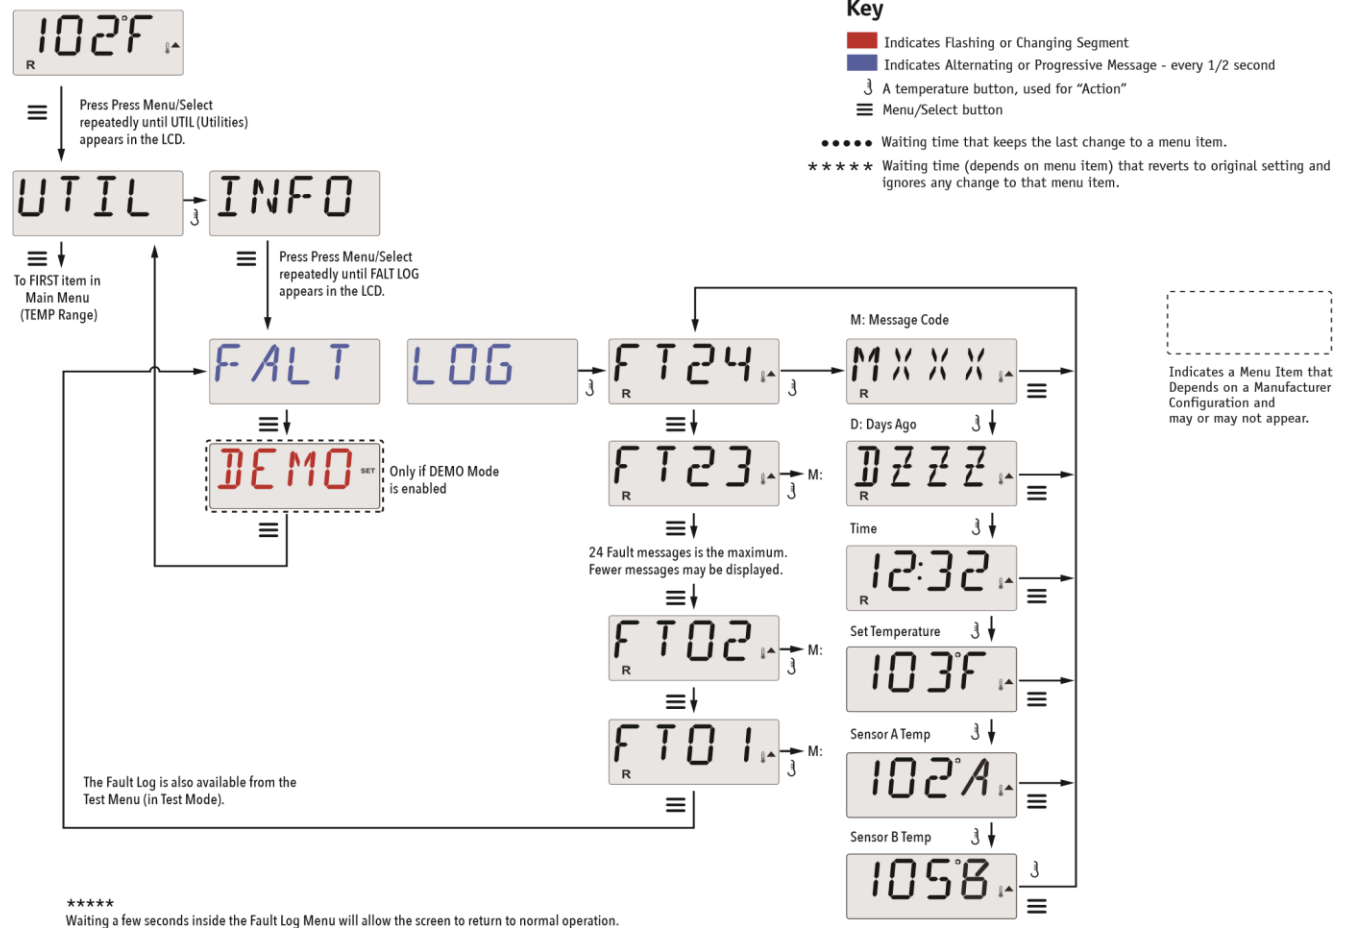 102°F
R
Press Press Menu/Select
repeatedly until UTIL (Utilities)
appears in the LCD.
Key
Indicates Flashing or Changing Segment
Indicates Alternating or Progressive Message - every 1/2 second
A temperature button, used for “Action”
Menu/Select button
••••• Waiting time that keeps the last change to a menu item.
***** Waiting time (depends on menu item) that reverts to original setting and
ignores any change to that menu item.
UTIL
INFO
To FIRST item in
Main Menu
(TEMP Range)
Press Press Menu/Select
repeatedly until FALT LOG
appears in the LCD.
FALT
LOG
FT24
R
M: Message Code
MXXX
R
Indicates a Menu Item that
Depends on a Manufacturer
Configuration and
may or may not appear.
DEMO
SET
Only if DEMO Mode
is enabled
FT23
R
M:
D: Days Ago
DZZZ
R
24 Fault messages is the maximum.
Fewer messages may be displayed.
Time
12:32
R
FT02
R
M:
Set Temperature
103°F
FT01
R
M:
Sensor A Temp
102°A
Sensor B Temp
105°B
The Fault Log is also available from the
Test Menu (in Test Mode).
*****
Waiting a few seconds inside the Fault Log Menu will allow the screen to return to normal operation.